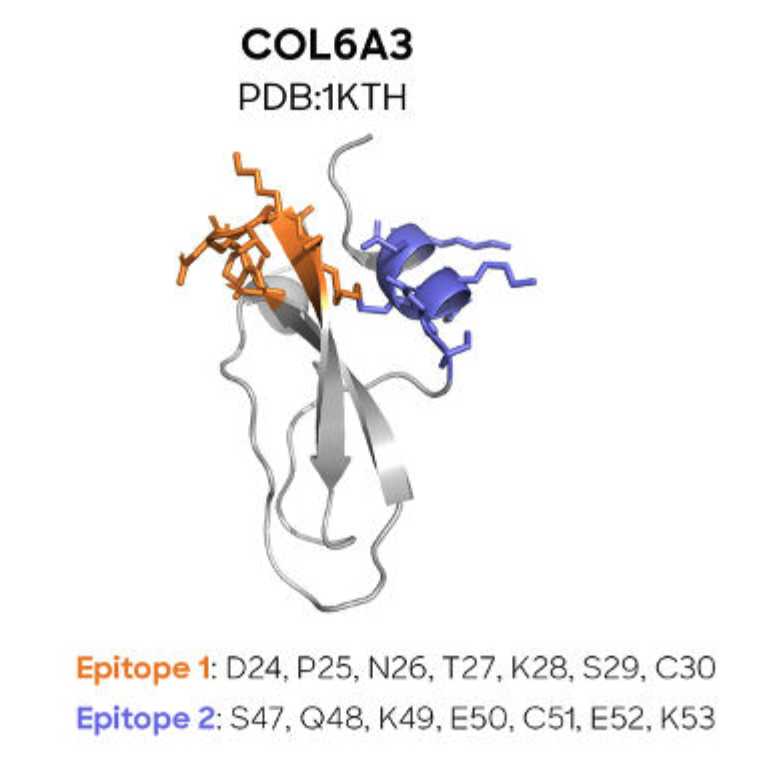 COL6A3
PDB:1KTH
Epitope 1: D24, P25, N26, T27, K28, S29, C30
Epitope 2: S47, Q48, K49, E50, C51, E52, K53